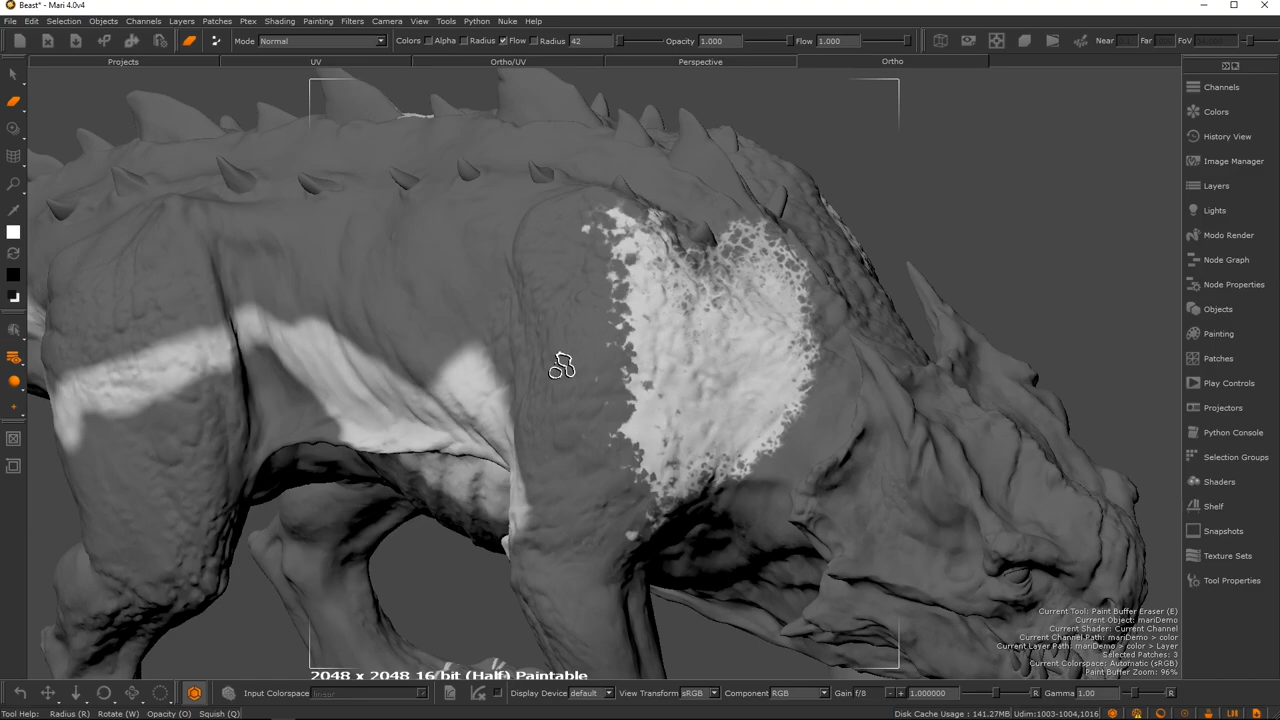 Beast* - Mari 4.0v4
File Edit Selection Objects Channels Layers Patches Ptex Shading Painting Filters Camera View Tools Python Nuke Help
Mode Normal Colors Alpha Radius Flow Radius 42 Opacity 1.000 Flow 1.000 Near Far FoV
Projects UV Ortho/UV Perspective Ortho
Channels
Colors
History View
Image Manager
Layers
Lights
Modo Render
Node Graph
Node Properties
Objects
Painting
Patches
Play Controls
Projectors
Python Console
Selection Groups
Shaders
Shelf
Snapshots
Texture Sets
Tool Properties
Current Tool: Paint Buffer Eraser (E)
Current Object: mariDemo
Current Shader: Current Channel
Current Channel Path: mariDemo > color
Current Layer Path: mariDemo > color > Layer
Selected Patches: 3
Current Colorspace: Automatic (sRGB)
Paint Buffer Zoom: 96%
2048 x 2048 16 bit (Half) Paintable
Input Colorspace linear Display Device default View Transform sRGB Component RGB Gain f/8 - + 1.000000 R Gamma 1.00 R
Tool Help: Radius (R) Rotate (W) Opacity (O) Squish (Q) Disk Cache Usage : 141.27MB Udim:1003-1004,1016